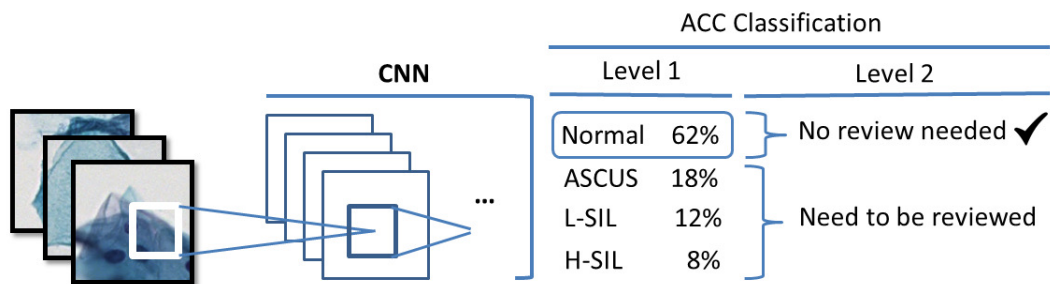 ACC Classification
CNN
Level 1
Level 2
Normal 62%
No review needed ✔
ASCUS 18%
L-SIL 12%
Need to be reviewed
H-SIL 8%
...